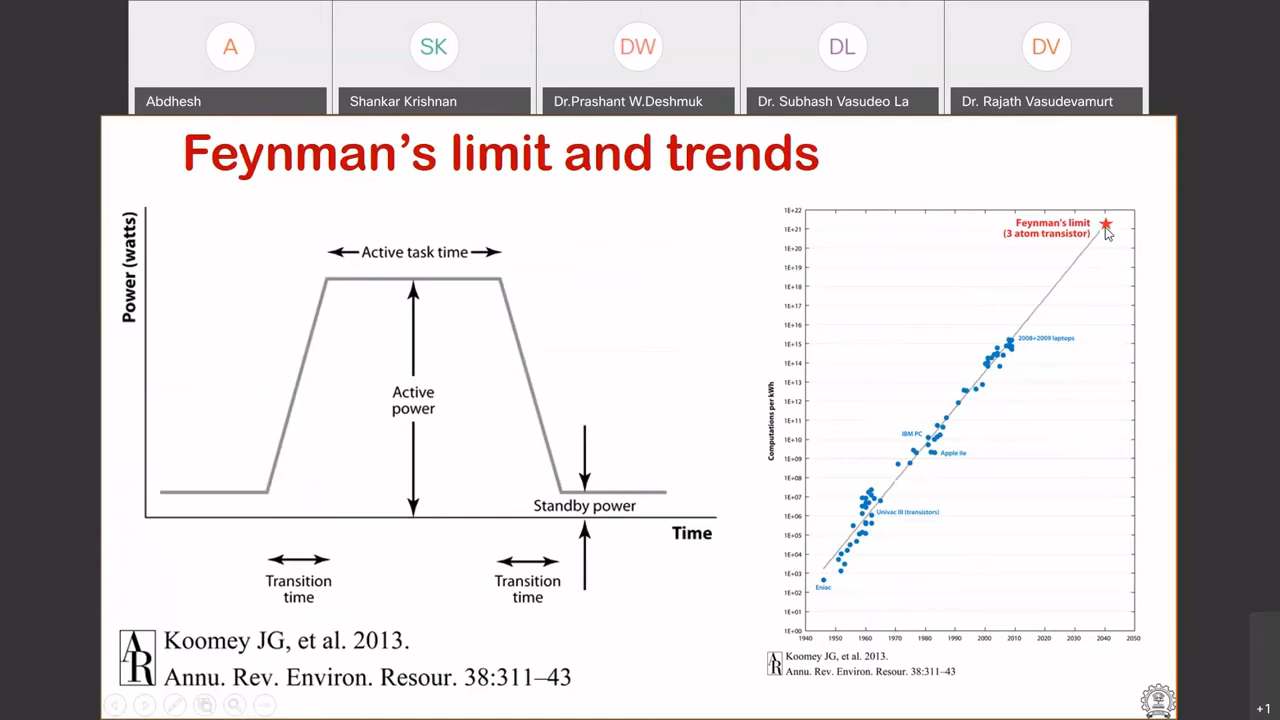 A
SK
DW
DL
DV
Abdhesh
Shankar Krishnan
Dr.Prashant W.Deshmuk
Dr. Subhash Vasudeo La
Dr. Rajath Vasudevamurt
Feynman's limit and trends
Power (watts)
Active task time
Active
power
Standby power
Time
Transition
time
Transition
time
AR
Koomey JG, et al. 2013.
Annu. Rev. Environ. Resour. 38:311–43
Computations per kWh
1E+22
1E+21
1E+20
1E+19
1E+18
1E+17
1E+16
1E+15
1E+14
1E+13
1E+12
1E+11
1E+10
1E+09
1E+08
1E+07
1E+06
1E+05
1E+04
1E+03
1E+02
1E+01
1E+00
Feynman's limit
(3 atom transistor)
2008+2009 laptops
IBM PC
Apple IIe
Univac III (transistors)
Eniac
1940 1950 1960 1970 1980 1990 2000 2010 2020 2030 2040 2050
AR
Koomey JG, et al. 2013.
Annu. Rev. Environ. Resour. 38:311–43
+1